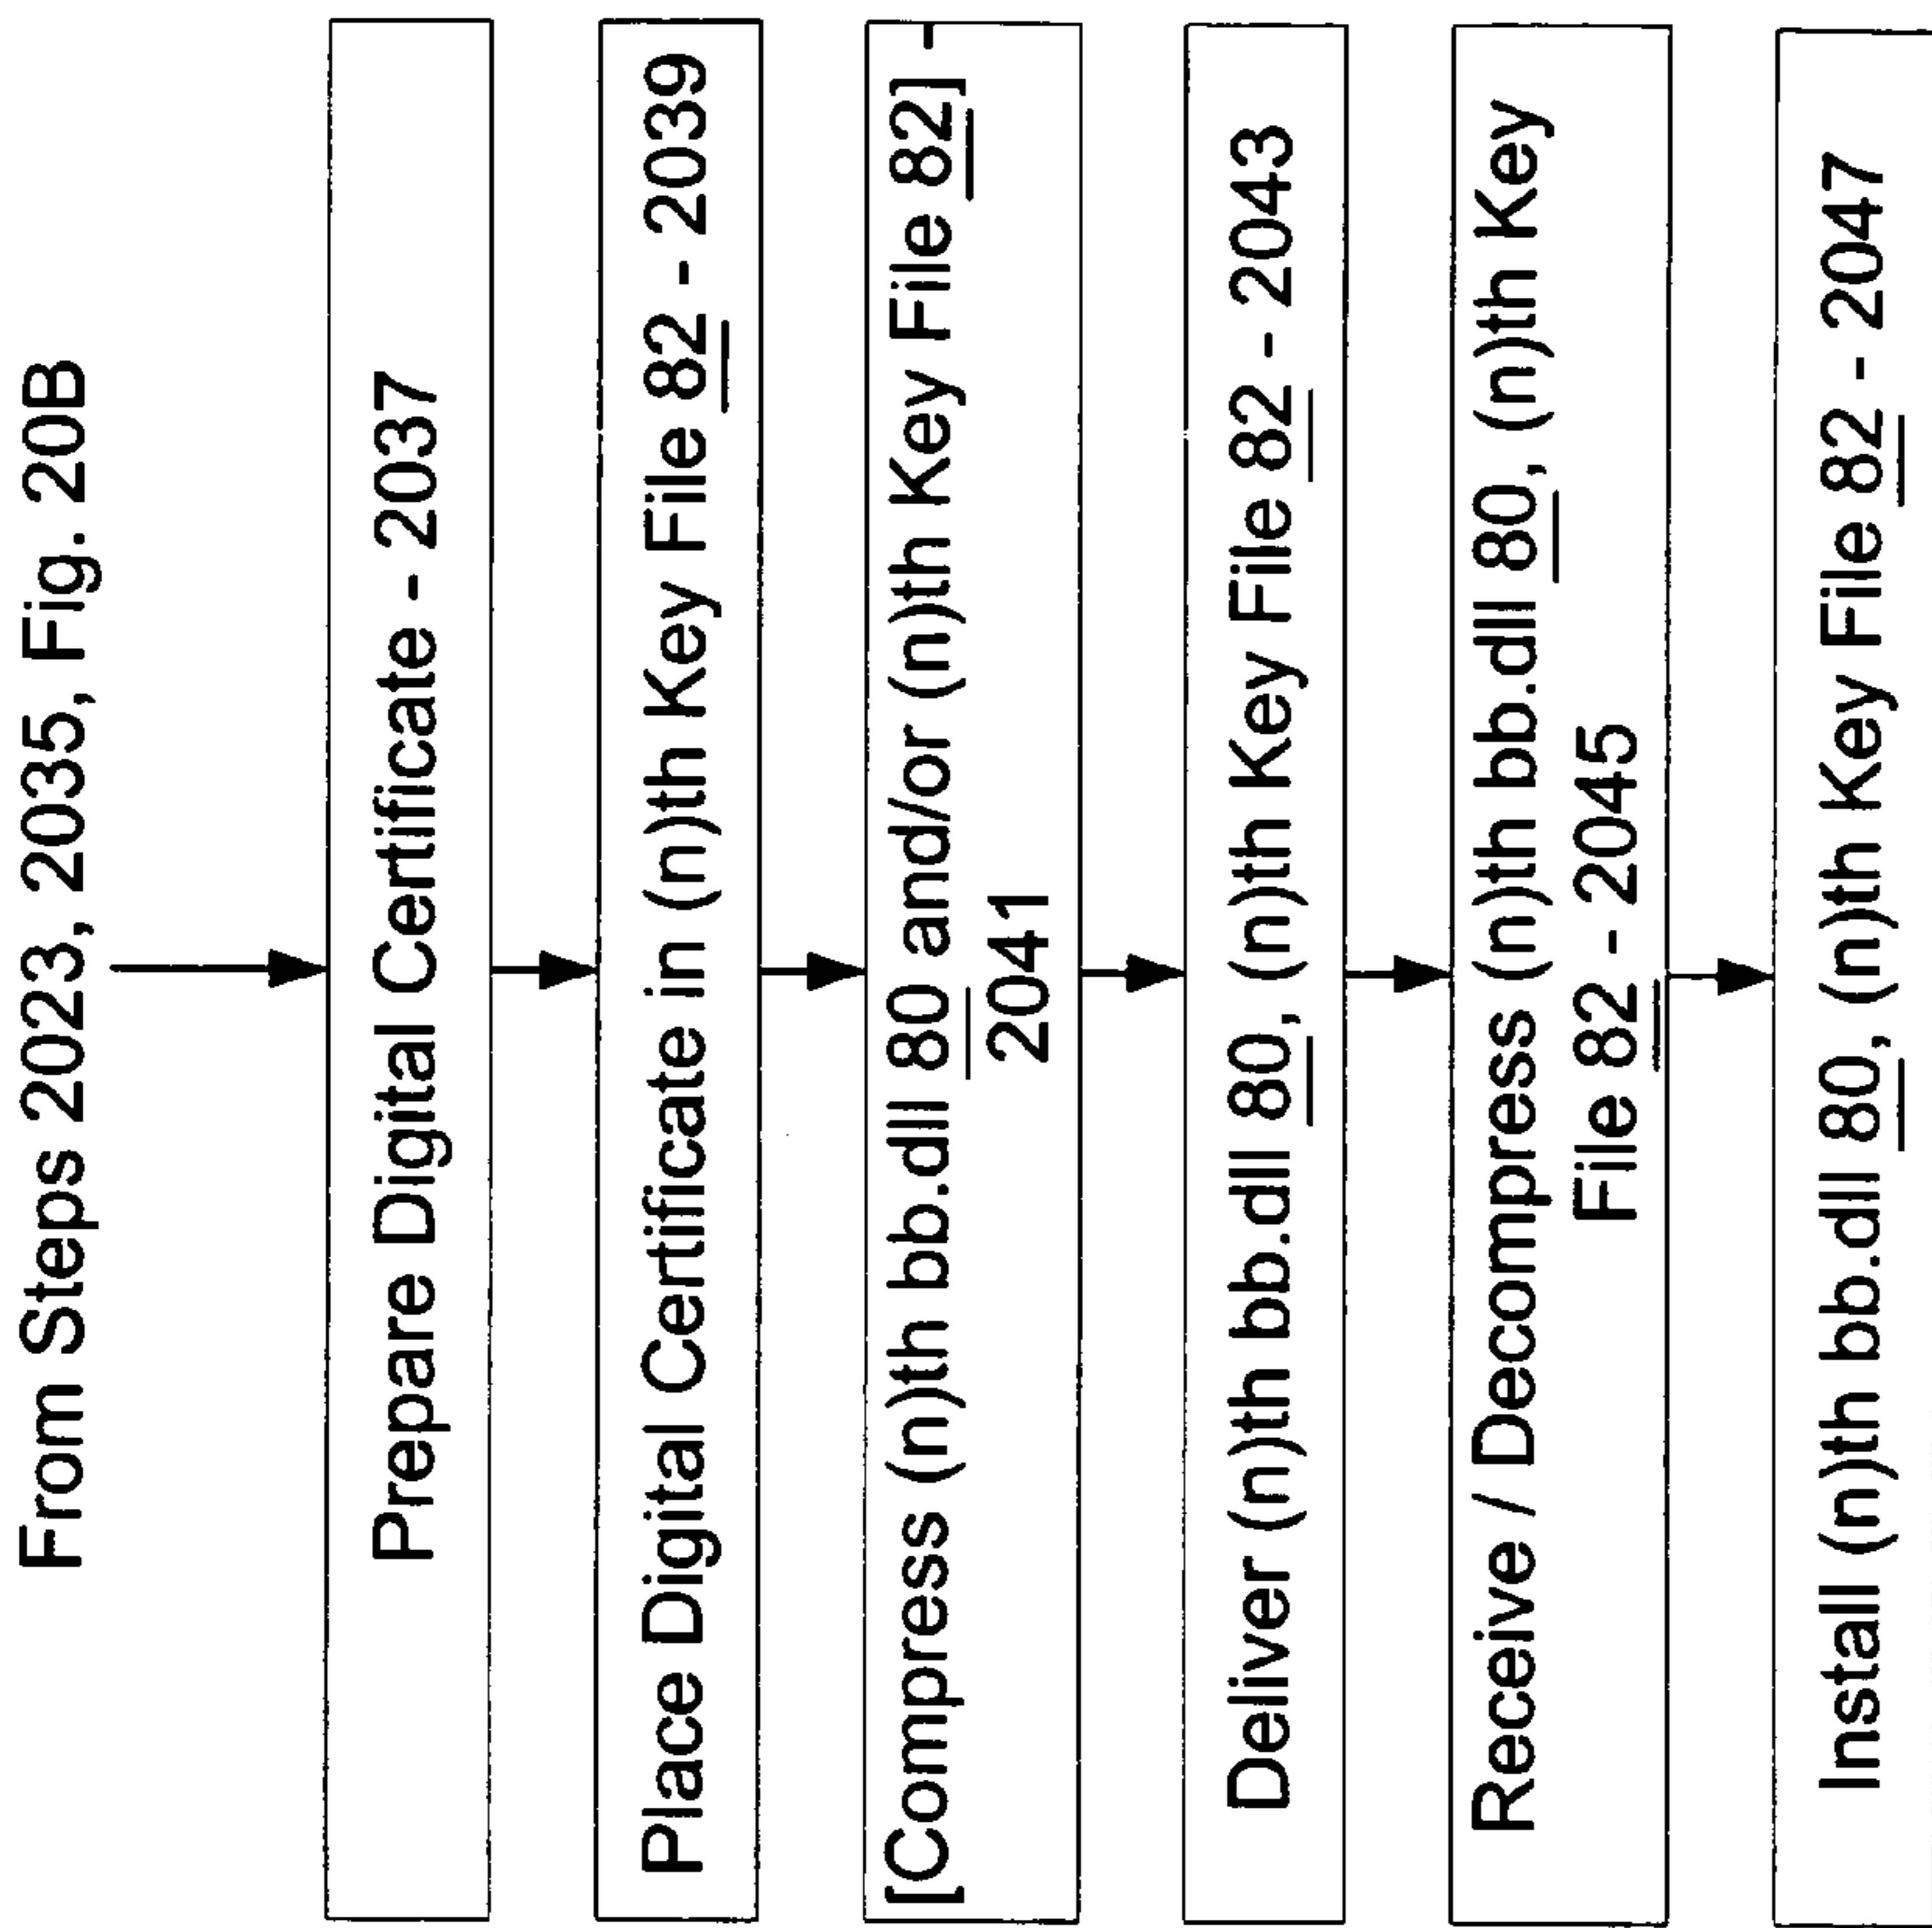 From Steps 2023, 2035, Fig. 20B
Prepare Digital Certificate - 2037
Place Digital Certificate in (n)th Key File 82 - 2039
[Compress (n)th bb.dll 80 and/or (n)th Key File 82] -
2041
Deliver (n)th bb.dll 80, (n)th Key File 82 - 2043
Receive / Decompress (n)th bb.dll 80, (n)th Key
File 82 - 2045
Install (n)th bb.dll 80, (n)th Key File 82 - 2047